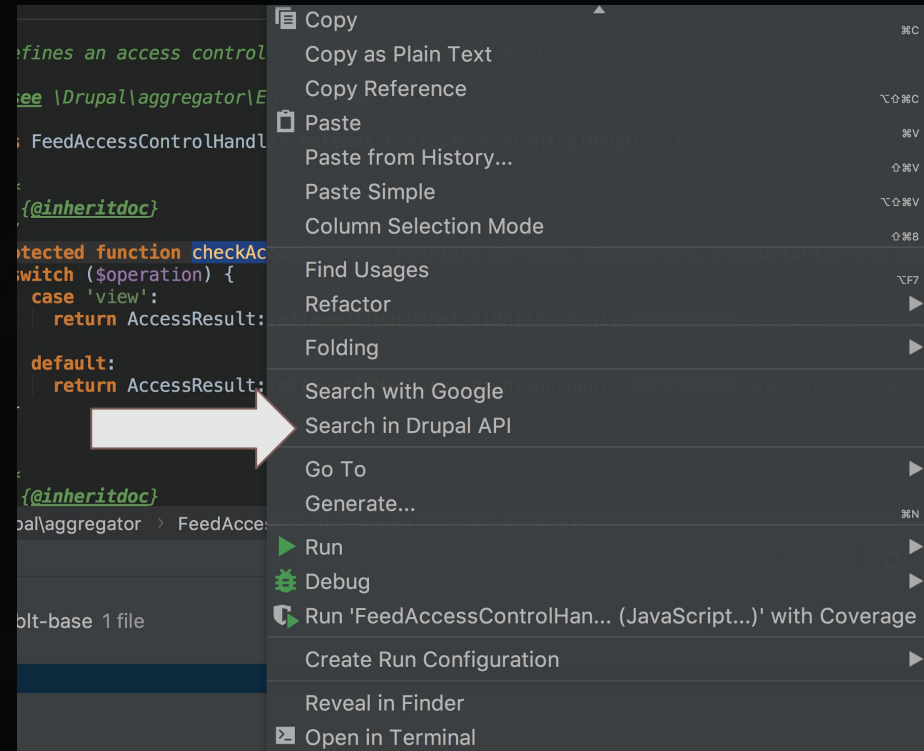 Copy
⌘C
efines an access control
Copy as Plain Text
Copy Reference
see \Drupal\aggregator\E
⌥⇧⌘C
Paste
⌘V
FeedAccessControlHandl
Paste from History...
⇧⌘V
Paste Simple
⌥⇧⌘V
{@inheritdoc}
Column Selection Mode
⇧⌘8
tected function checkAc
Find Usages
⌥F7
switch ($operation) {
case 'view':
Refactor
return AccessResult:
Folding
default:
return AccessResult:
Search with Google
Search in Drupal API
Go To
{@inheritdoc}
Generate...
⌘N
pal\aggregator > FeedAcce
Run
Debug
blt-base 1 file
Run 'FeedAccessControlHan... (JavaScript...)' with Coverage
Create Run Configuration
Reveal in Finder
Open in Terminal